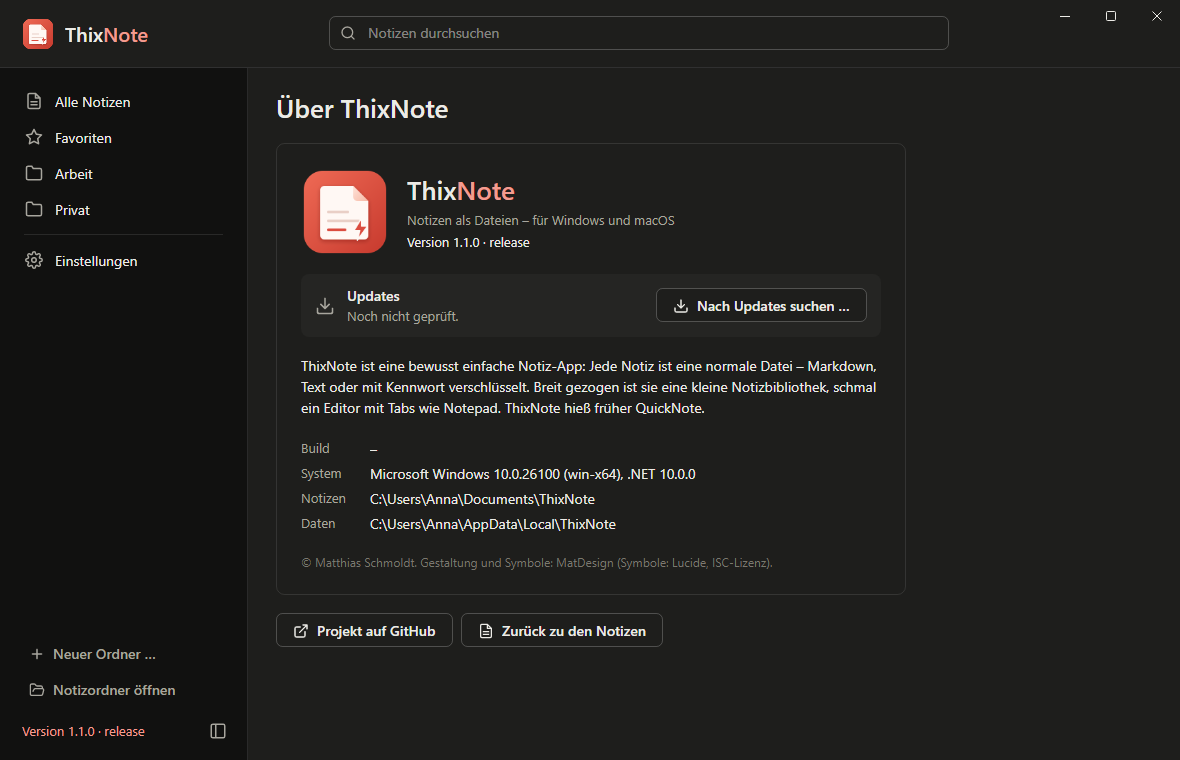 ThixNote
Notizen durchsuchen
Alle Notizen
Favoriten
Arbeit
Privat
Einstellungen
Neuer Ordner ...
Notizordner öffnen
Version 1.1.0 · release
Über ThixNote
ThixNote
Notizen als Dateien – für Windows und macOS
Version 1.1.0 · release
Updates
Noch nicht geprüft.
Nach Updates suchen ...
ThixNote ist eine bewusst einfache Notiz-App: Jede Notiz ist eine normale Datei – Markdown,
Text oder mit Kennwort verschlüsselt. Breit gezogen ist sie eine kleine Notizbibliothek, schmal
ein Editor mit Tabs wie Notepad. ThixNote hieß früher QuickNote.
Build –
System Microsoft Windows 10.0.26100 (win-x64), .NET 10.0.0
Notizen C:\Users\Anna\Documents\ThixNote
Daten C:\Users\Anna\AppData\Local\ThixNote
© Matthias Schmoldt. Gestaltung und Symbole: MatDesign (Symbole: Lucide, ISC-Lizenz).
Projekt auf GitHub
Zurück zu den Notizen